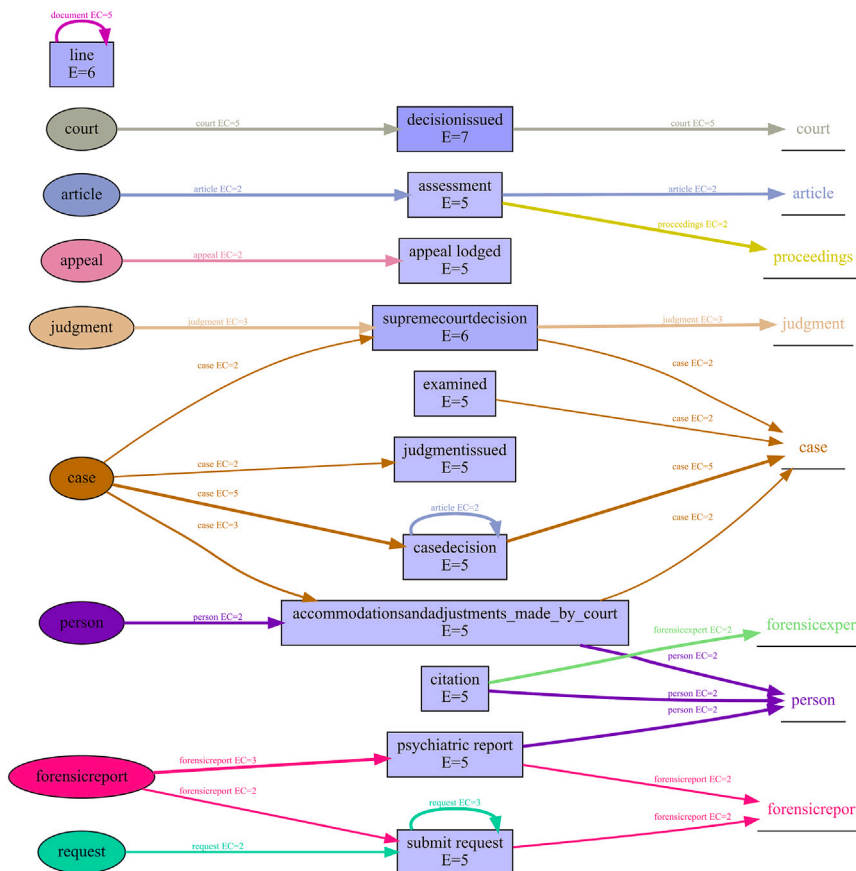 document EC=5
line
E=6
court
court EC=5
decisionissued
E=7
court EC=5
court
article
article EC=2
assessment
E=5
article EC=2
article
proceedings EC=2
proceedings
appeal
appeal EC=2
appeal lodged
E=5
judgment
judgment EC=3
supremecourtdecision
E=6
judgment EC=3
judgment
case EC=2
case EC=2
examined
E=5
case EC=2
case
case
case EC=2
judgmentissued
E=5
case EC=5
case EC=5
article EC=2
casedecision
E=5
case EC=3
case EC=2
person
person EC=2
accommodationsandadjustments_made_by_court
E=5
forensicexpert EC=2
forensicexper
person EC=2
citation
E=5
person EC=2
person
person EC=2
forensicreport
forensicreport EC=3
psychiatric report
E=5
forensicreport EC=2
forensicreport EC=2
request EC=3
forensicreport EC=2
forensicrepor
request
request EC=2
submit request
E=5